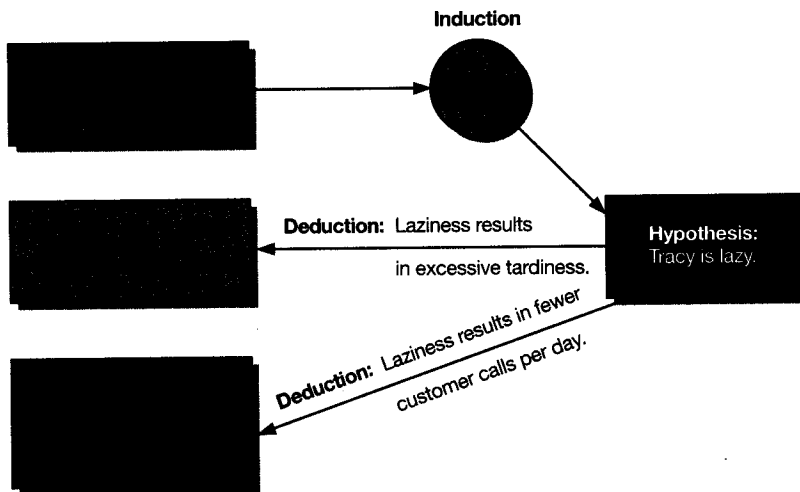 Induction
Deduction: Laziness results
in excessive tardiness.
Hypothesis:
Tracy is lazy.
Deduction: Laziness results in fewer
customer calls per day.